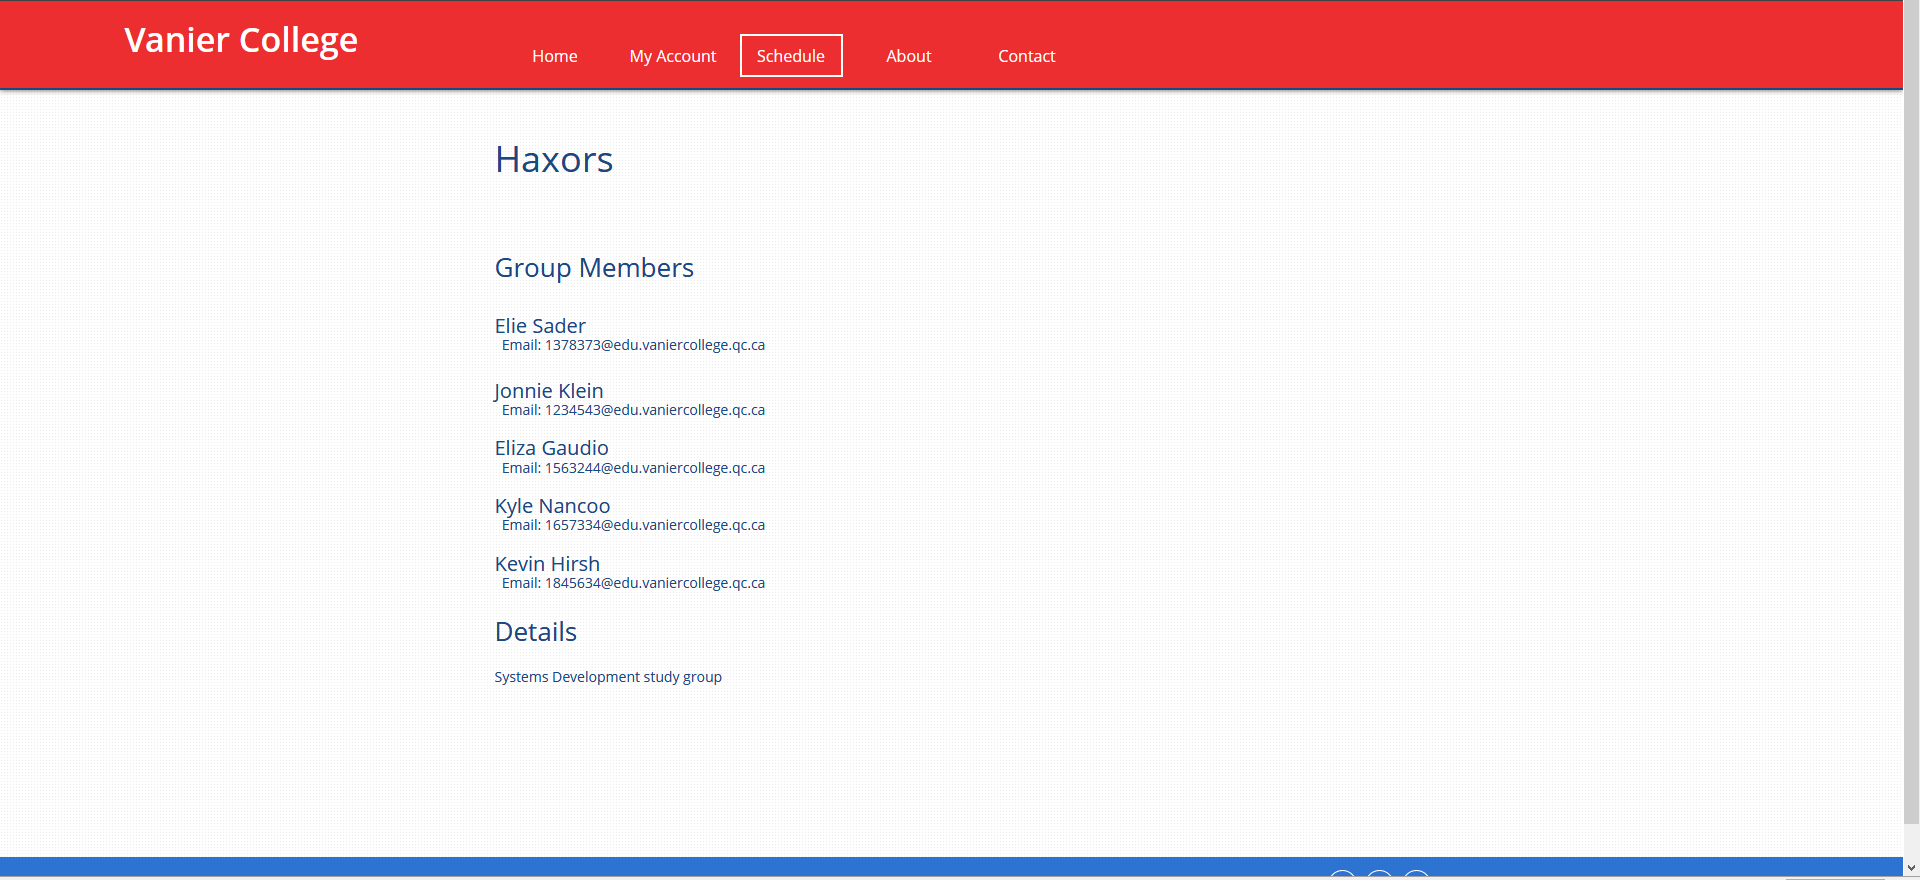 Vanier College
Home
My Account
Schedule
About
Contact
Haxors
Group Members
Elie Sader
Email: 1378373@edu.vaniercollege.qc.ca
Jonnie Klein
Email: 1234543@edu.vaniercollege.qc.ca
Eliza Gaudio
Email: 1563244@edu.vaniercollege.qc.ca
Kyle Nancoo
Email: 1657334@edu.vaniercollege.qc.ca
Kevin Hirsh
Email: 1845634@edu.vaniercollege.qc.ca
Details
Systems Development study group